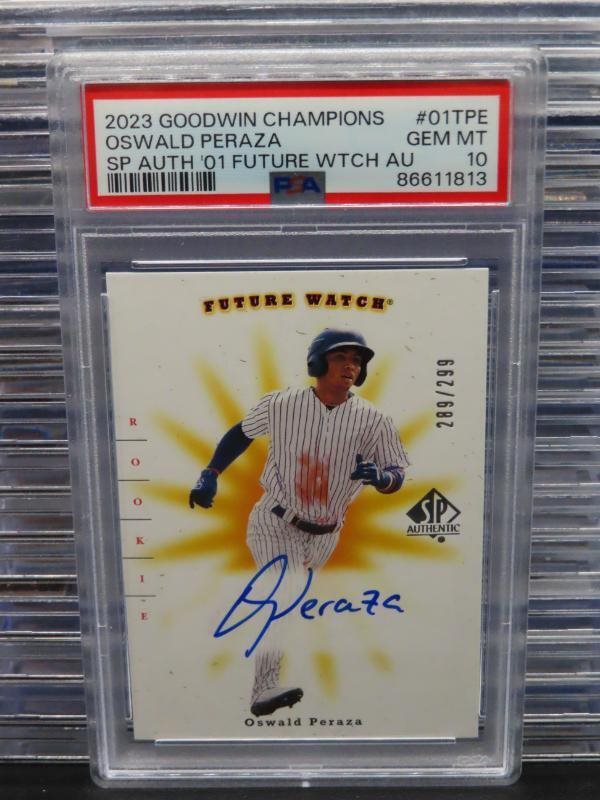 2023 GOODWIN CHAMPIONS #01TPE
OSWALD PERAZA GEM MT
SP AUTH '01 FUTURE WTCH AU 10
PSA 86611813
FUTURE WATCH®
289/299
ROOKIE
SP
AUTHENTIC
O Peraza
Oswald Peraza